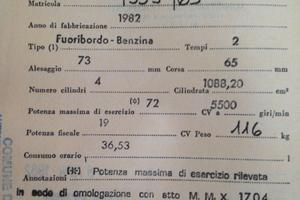 Matricola
1982
Anno di fabbricazione
Fuoribordo-Benzina
Tipo (1) Tempi 2
73 65
Alesaggio mm Corsa mm
4 1088,20
Numero cilindri Cilindrata cm³
(*) 72 5500
Potenza massima di esercizio CV a giri/min
19
Potenza fiscale CV Peso 116 kg
36,53
Consumo orario l
Annotazioni (*) Potenza massima di esercizio rilevata
in sede di omologazione con atto M.M.X 1704